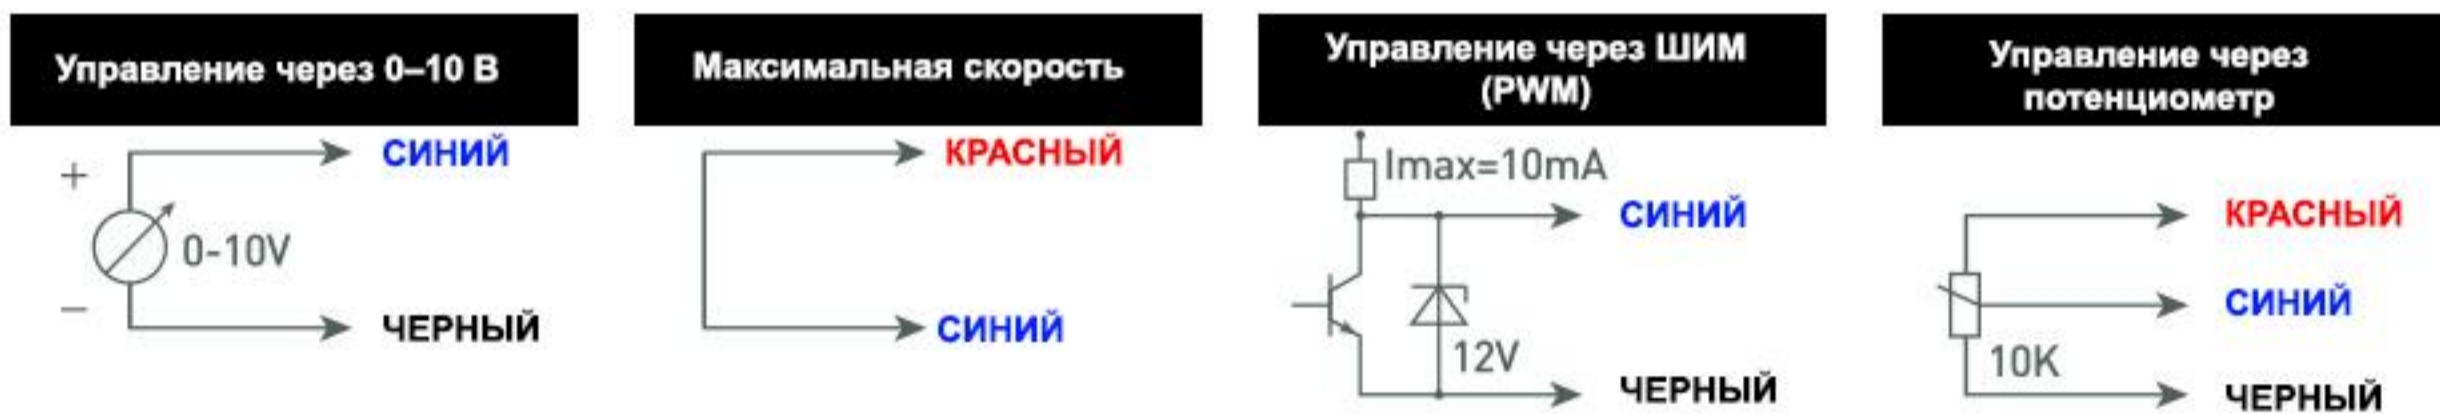 Управление через 0–10 В
+
СИНИЙ
0-10V
–
ЧЕРНЫЙ
Максимальная скорость
КРАСНЫЙ
СИНИЙ
Управление через ШИМ
(PWM)
Imax=10mA
СИНИЙ
12V
ЧЕРНЫЙ
Управление через
потенциометр
КРАСНЫЙ
СИНИЙ
10K
ЧЕРНЫЙ